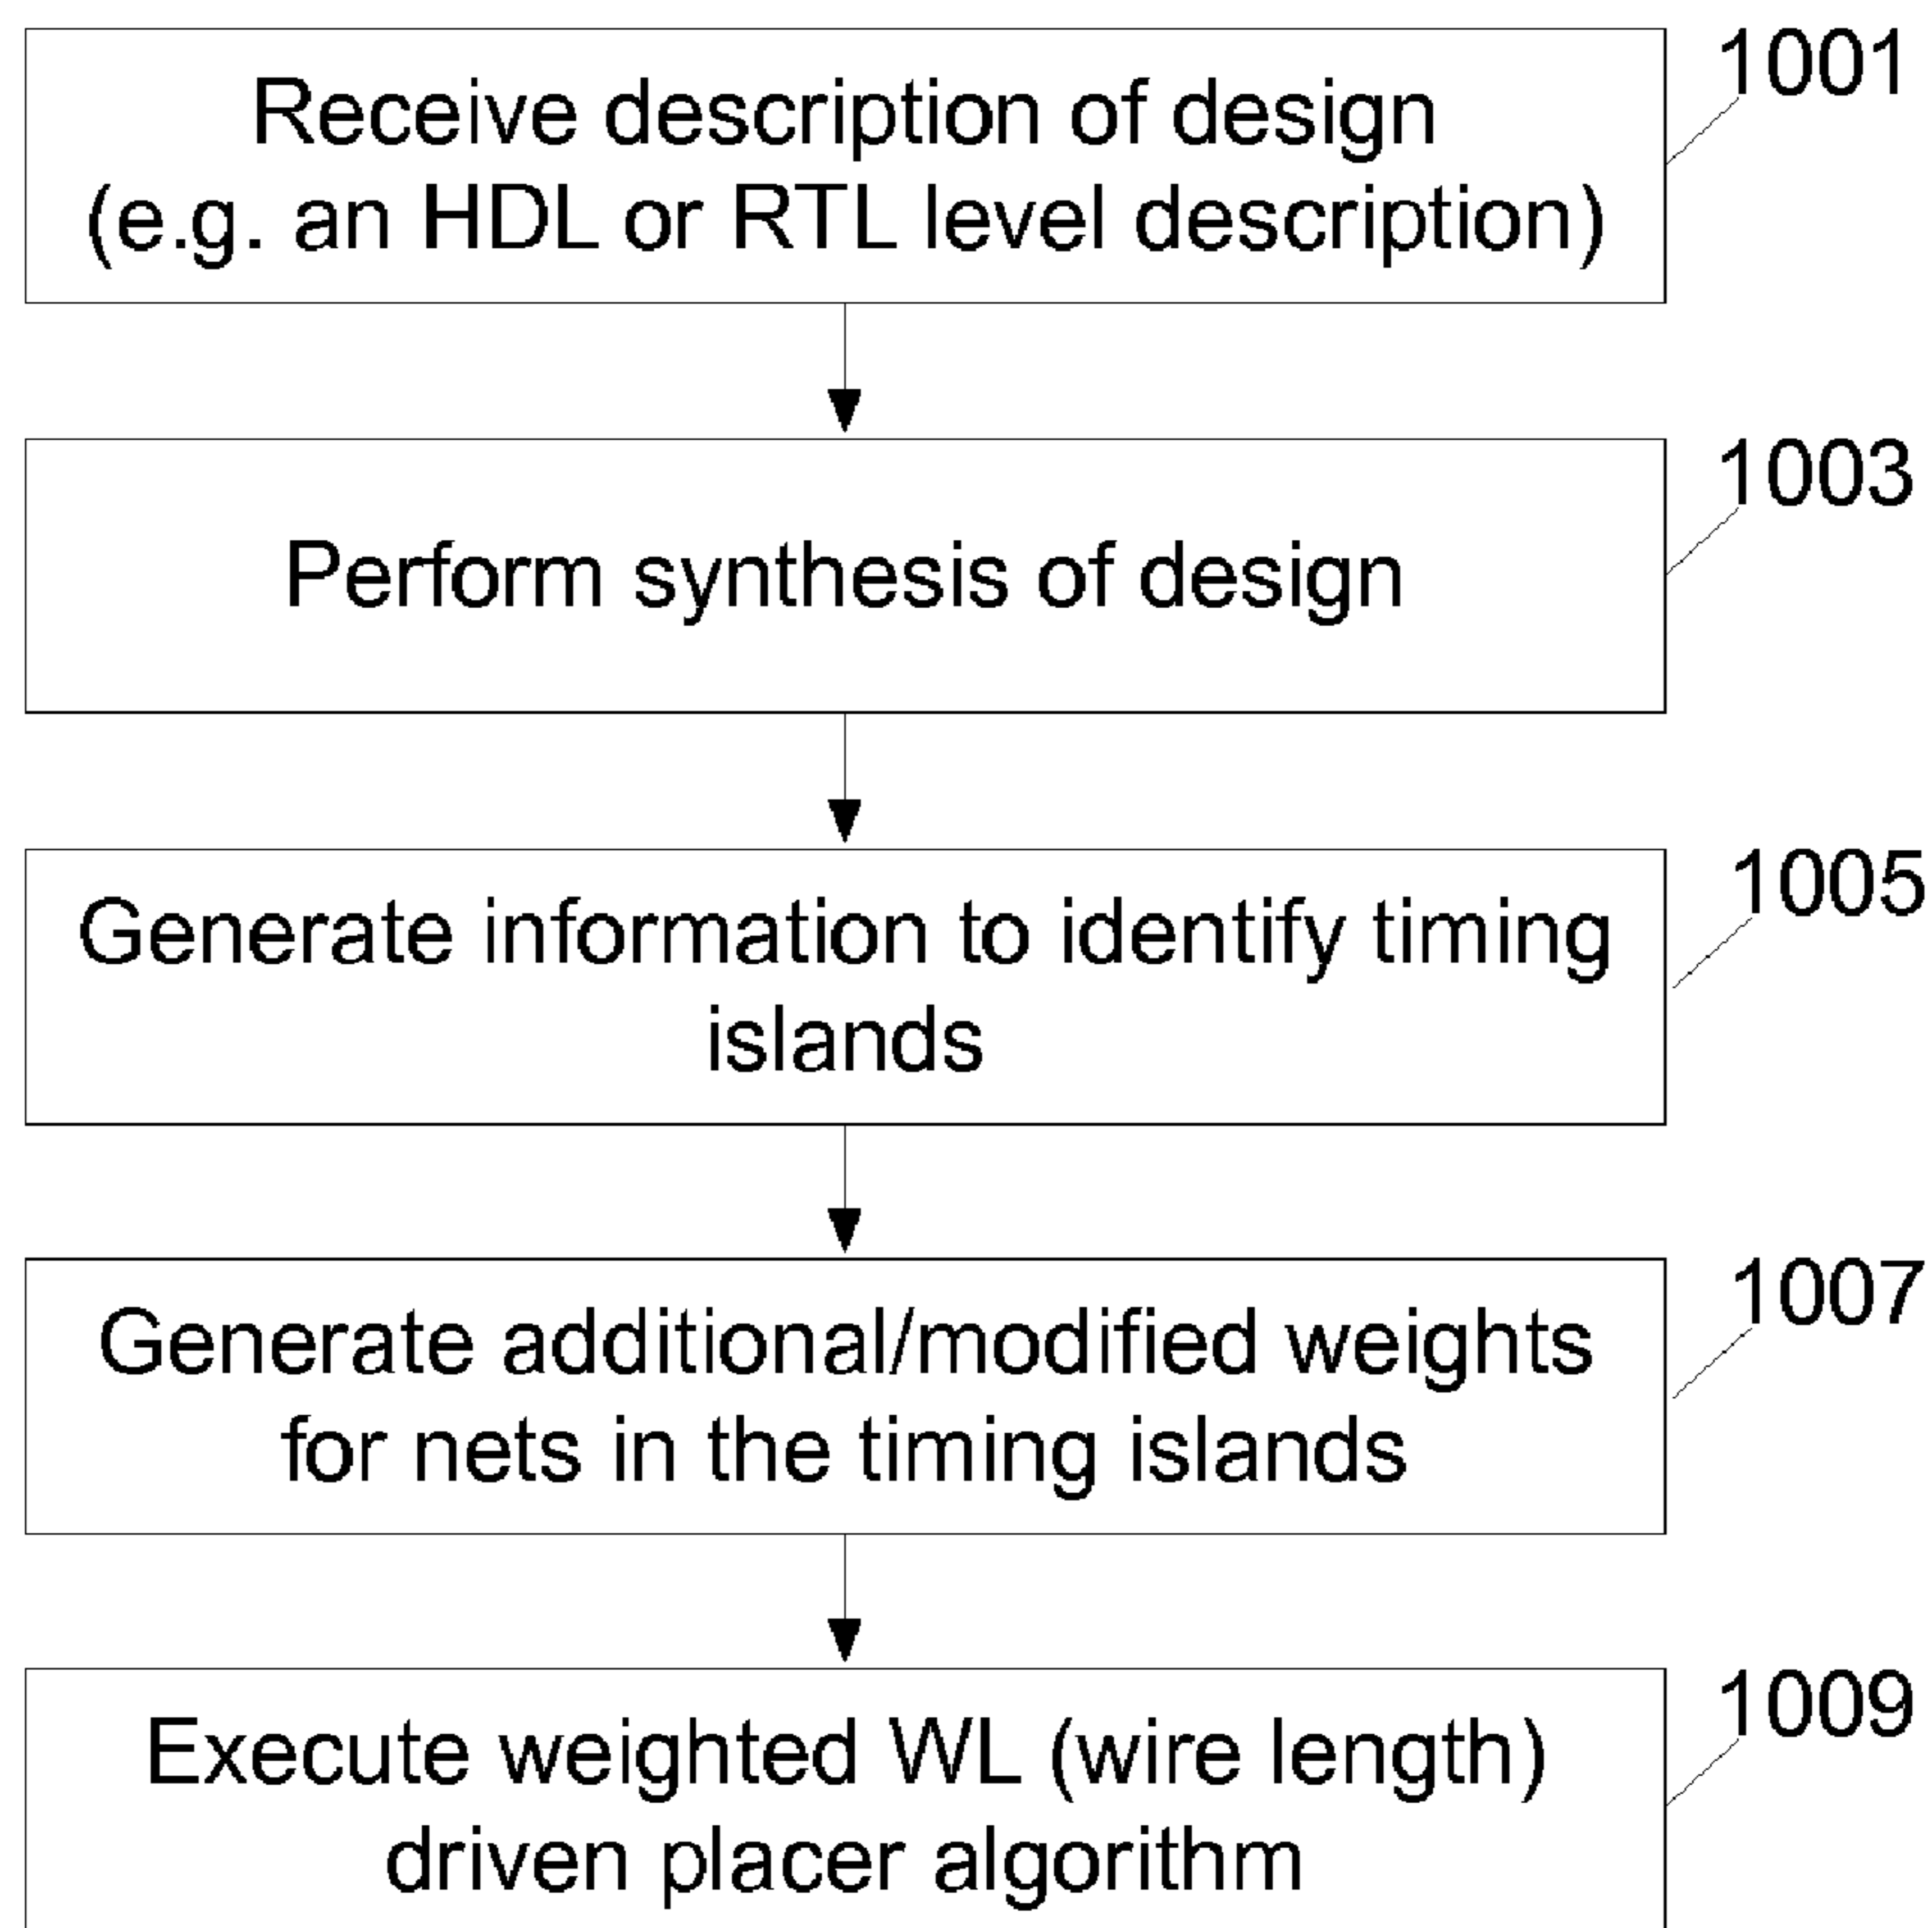 Receive description of design
(e.g. an HDL or RTL level description)
1001
Perform synthesis of design
1003
Generate information to identify timing
islands
1005
Generate additional/modified weights
for nets in the timing islands
1007
Execute weighted WL (wire length)
driven placer algorithm
1009